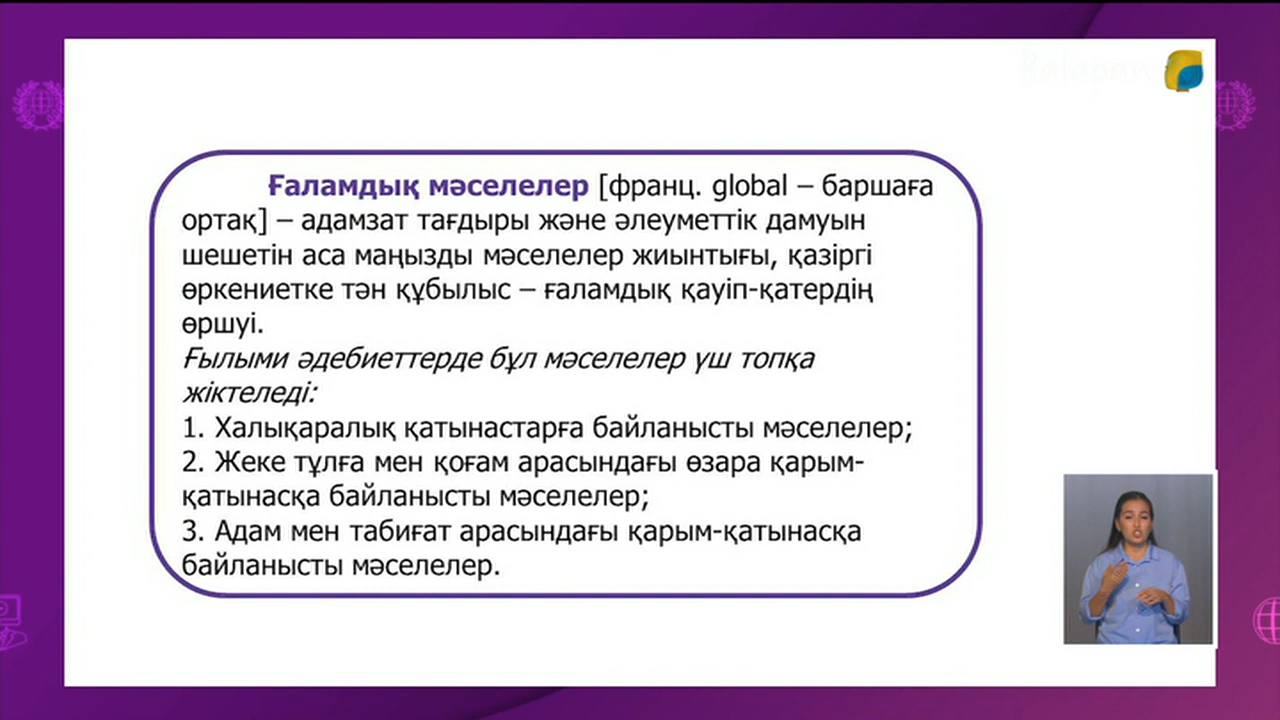 Ғаламдық мәселелер [франц. global – баршаға
ортақ] – адамзат тағдыры және әлеуметтік дамуын
шешетін аса маңызды мәселелер жиынтығы, қазіргі
өркениетке тән құбылыс – ғаламдық қауіп-қатердің
өршуі.
Ғылыми әдебиеттерде бұл мәселелер үш топқа
жіктеледі:
1. Халықаралық қатынастарға байланысты мәселелер;
2. Жеке тұлға мен қоғам арасындағы өзара қарым-
қатынасқа байланысты мәселелер;
3. Адам мен табиғат арасындағы қарым-қатынасқа
байланысты мәселелер.